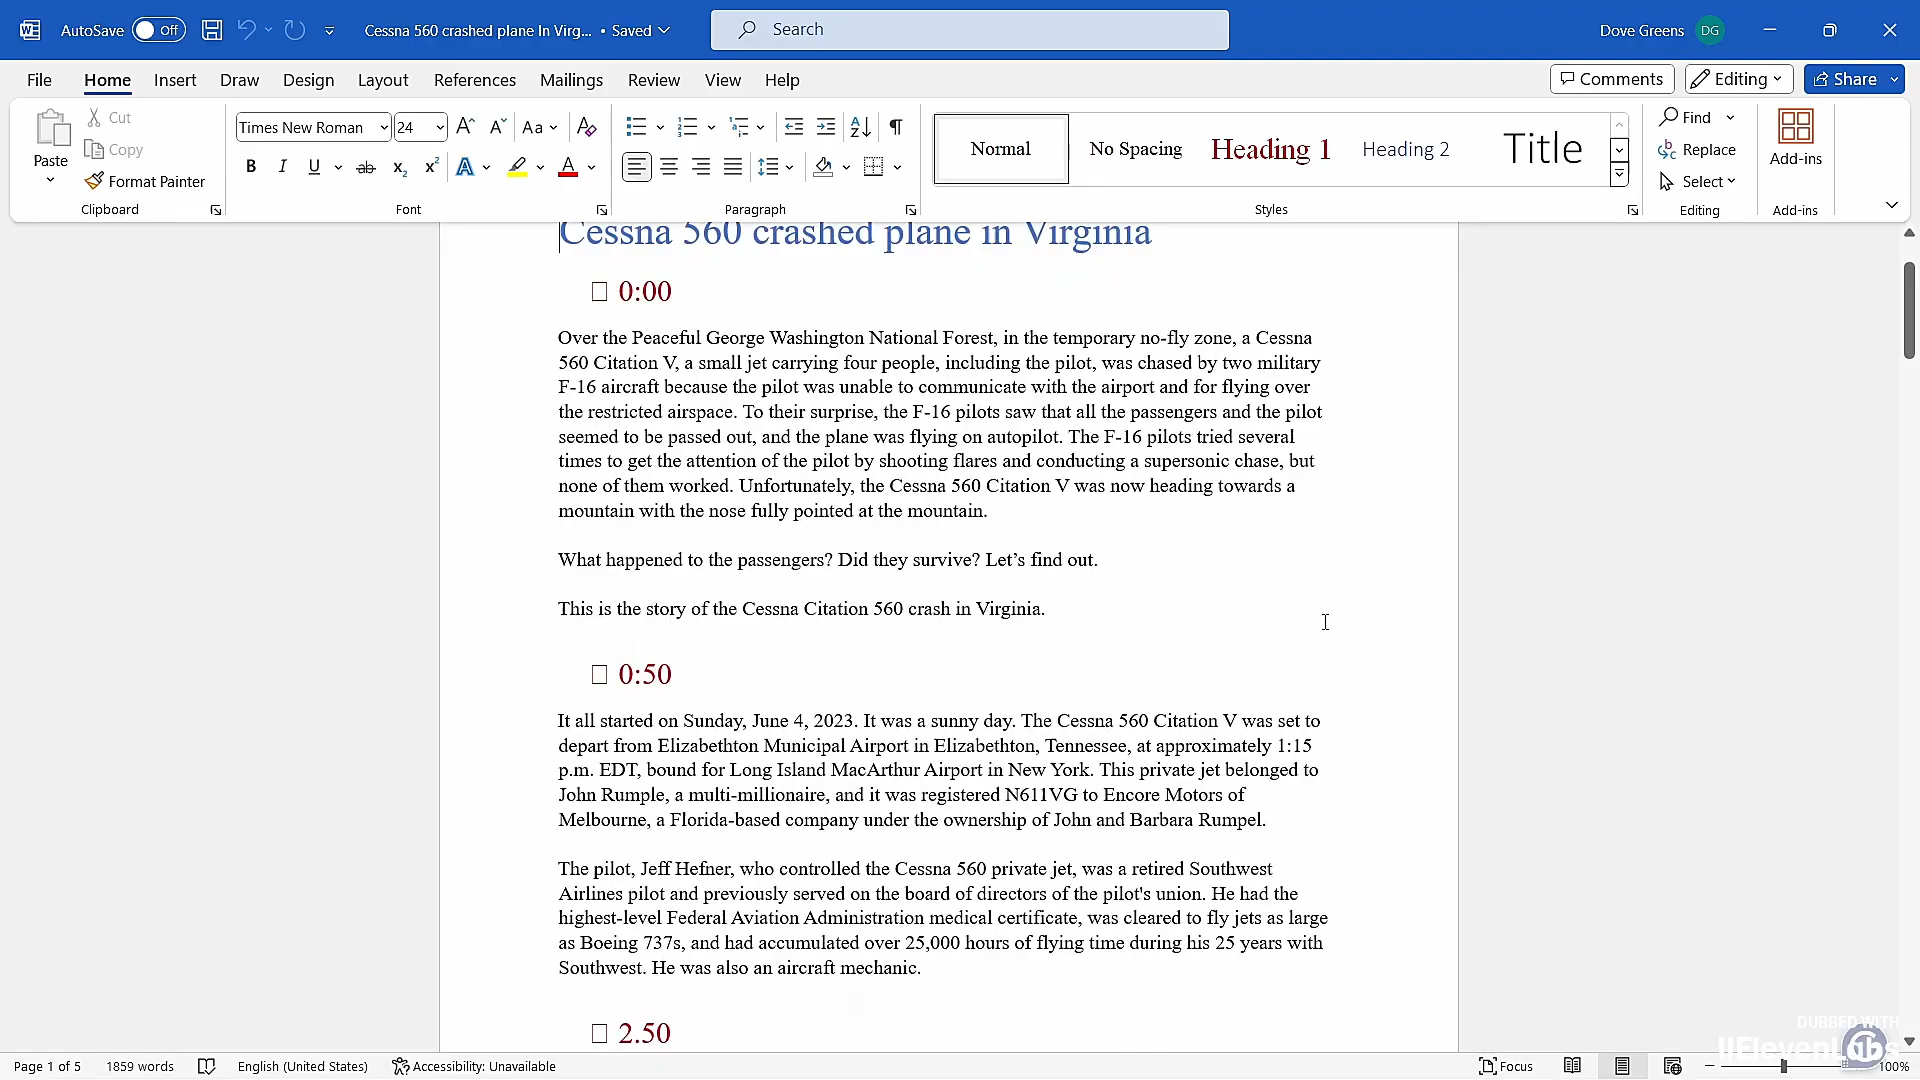 AutoSave Off Cessna 560 crashed plane In Virg... • Saved Search Dove Greens DG
File Home Insert Draw Design Layout References Mailings Review View Help Comments Editing Share
Paste Cut Copy Format Painter
Clipboard
Times New Roman 24 Aa
B I U ab x₂ x² A A
Font
Paragraph
Normal No Spacing Heading 1 Heading 2 Title
Styles
Find Replace Select
Editing
Add-ins
Add-ins
Cessna 560 crashed plane in Virginia
0:00
Over the Peaceful George Washington National Forest, in the temporary no-fly zone, a Cessna
560 Citation V, a small jet carrying four people, including the pilot, was chased by two military
F-16 aircraft because the pilot was unable to communicate with the airport and for flying over
the restricted airspace. To their surprise, the F-16 pilots saw that all the passengers and the pilot
seemed to be passed out, and the plane was flying on autopilot. The F-16 pilots tried several
times to get the attention of the pilot by shooting flares and conducting a supersonic chase, but
none of them worked. Unfortunately, the Cessna 560 Citation V was now heading towards a
mountain with the nose fully pointed at the mountain.
What happened to the passengers? Did they survive? Let’s find out.
This is the story of the Cessna Citation 560 crash in Virginia.
0:50
It all started on Sunday, June 4, 2023. It was a sunny day. The Cessna 560 Citation V was set to
depart from Elizabethton Municipal Airport in Elizabethton, Tennessee, at approximately 1:15
p.m. EDT, bound for Long Island MacArthur Airport in New York. This private jet belonged to
John Rumple, a multi-millionaire, and it was registered N611VG to Encore Motors of
Melbourne, a Florida-based company under the ownership of John and Barbara Rumpel.
The pilot, Jeff Hefner, who controlled the Cessna 560 private jet, was a retired Southwest
Airlines pilot and previously served on the board of directors of the pilot's union. He had the
highest-level Federal Aviation Administration medical certificate, was cleared to fly jets as large
as Boeing 737s, and had accumulated over 25,000 hours of flying time during his 25 years with
Southwest. He was also an aircraft mechanic.
2.50
DUBBED WITH
IIElevenLabs
Page 1 of 5 1859 words English (United States) Accessibility: Unavailable Focus 100%